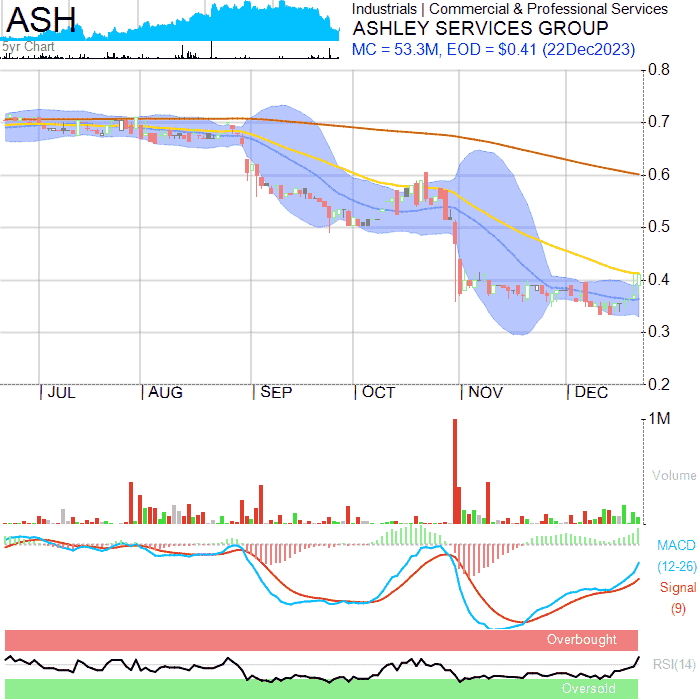 ASH
5yr Chart
Industrials | Commercial & Professional Services
ASHLEY SERVICES GROUP
MC = 53.3M, EOD = $0.41 (22Dec2023)
0.8
0.7
0.6
0.5
0.4
0.3
0.2
| JUL | AUG | SEP | OCT | NOV | DEC
1M
Volume
MACD
(12-26)
Signal
(9)
Overbought
RSI(14)
Oversold